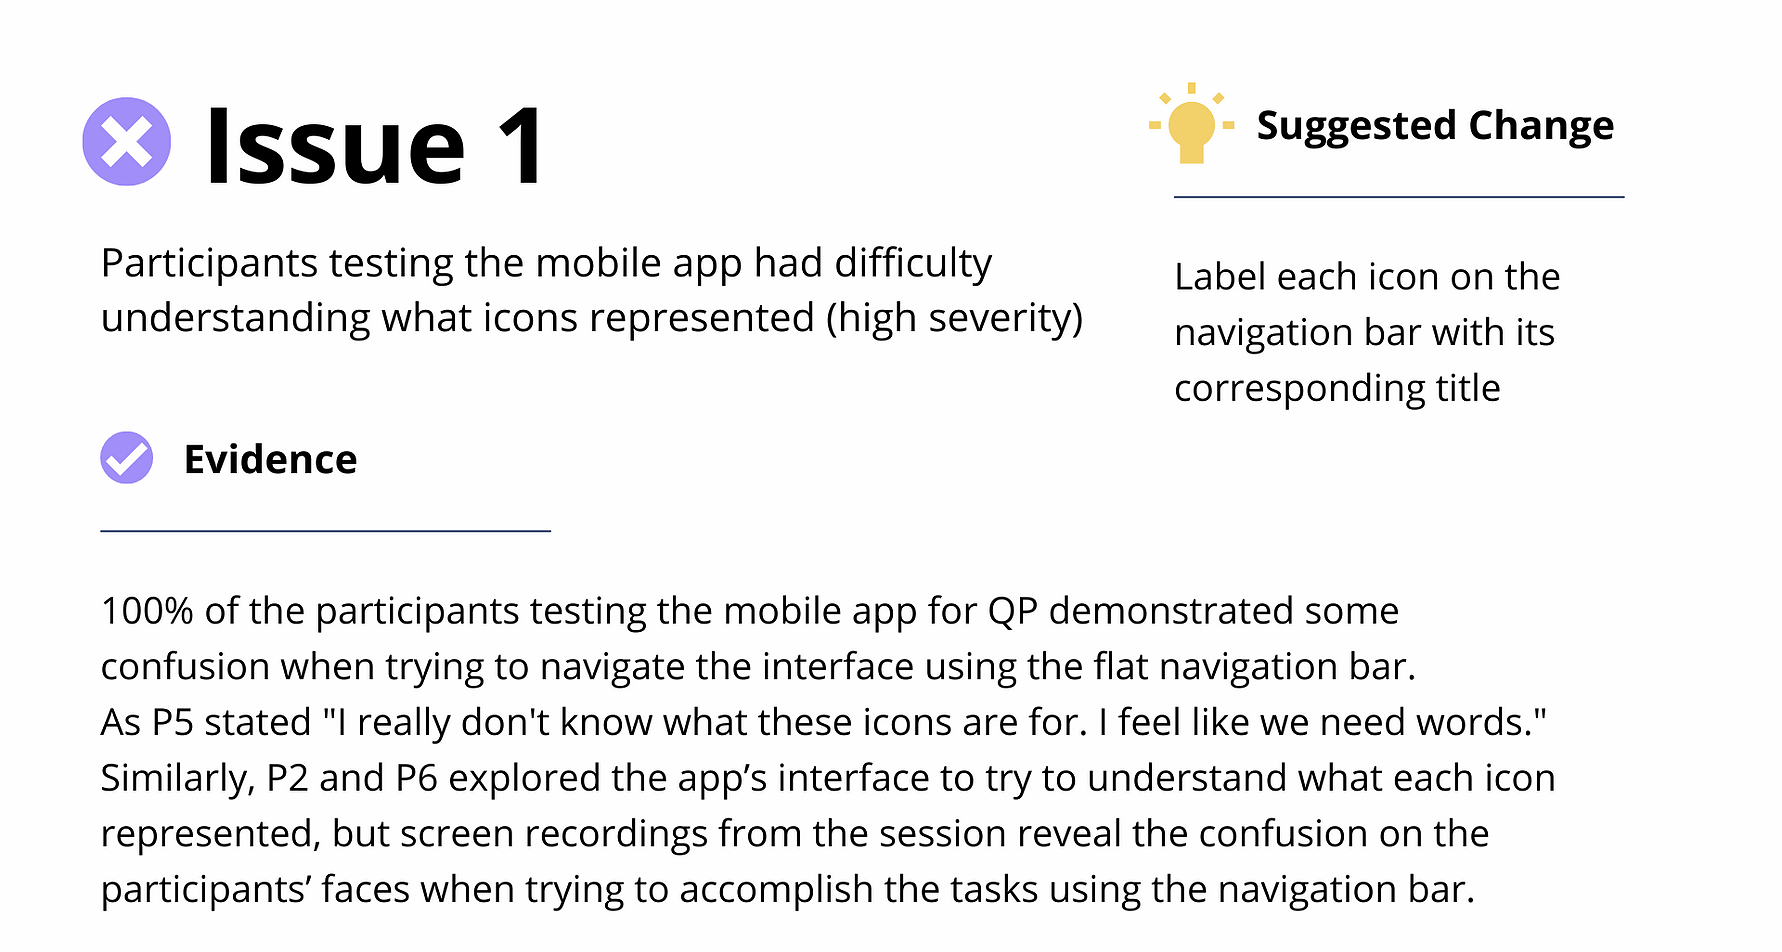 Issue 1
Participants testing the mobile app had difficulty
understanding what icons represented (high severity)
Evidence
100% of the participants testing the mobile app for QP demonstrated some
confusion when trying to navigate the interface using the flat navigation bar.
As P5 stated "I really don't know what these icons are for. I feel like we need words."
Similarly, P2 and P6 explored the app’s interface to try to understand what each icon
represented, but screen recordings from the session reveal the confusion on the
participants’ faces when trying to accomplish the tasks using the navigation bar.
Suggested Change
Label each icon on the
navigation bar with its
corresponding title